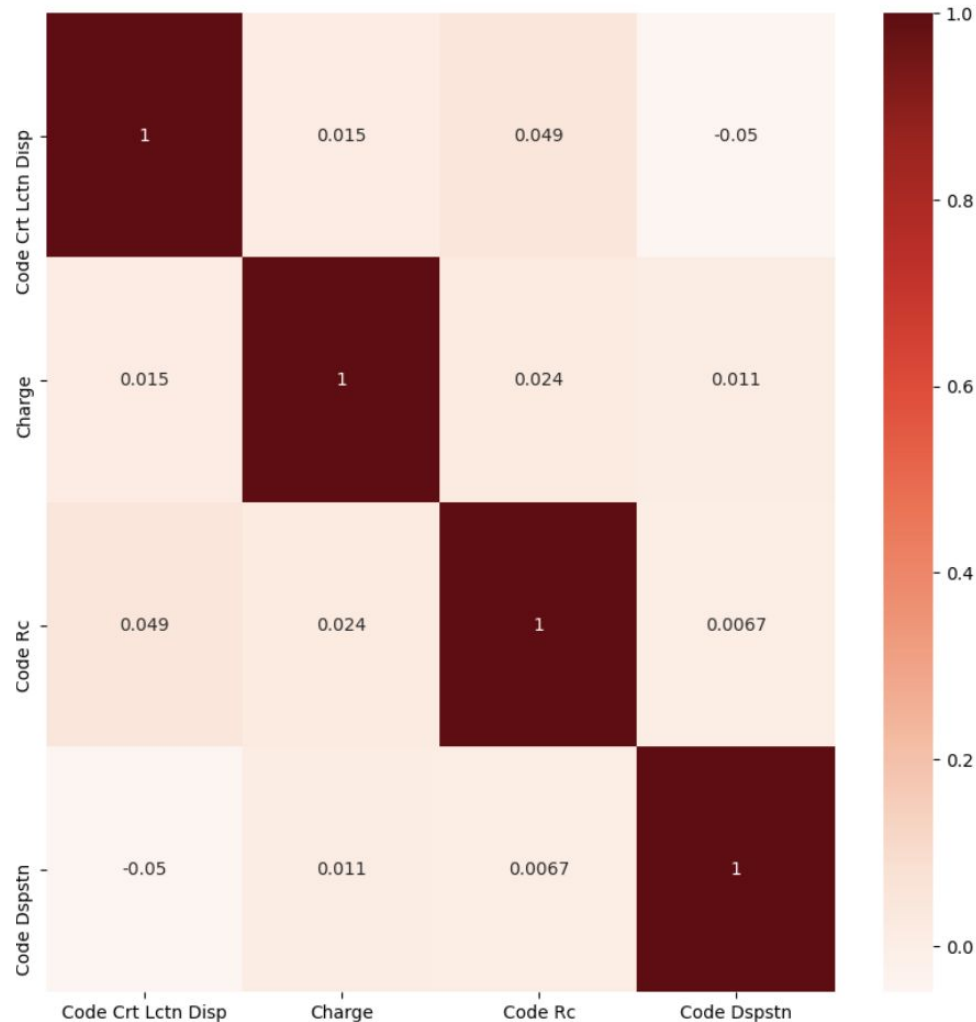 1.0
Code Crt Lctn Disp
1 0.015 0.049 -0.05
0.8
Charge
0.015 1 0.024 0.011
0.6
0.4
Code Rc
0.049 0.024 1 0.0067
0.2
Code Dspstn
-0.05 0.011 0.0067 1
0.0
Code Crt Lctn Disp Charge Code Rc Code Dspstn